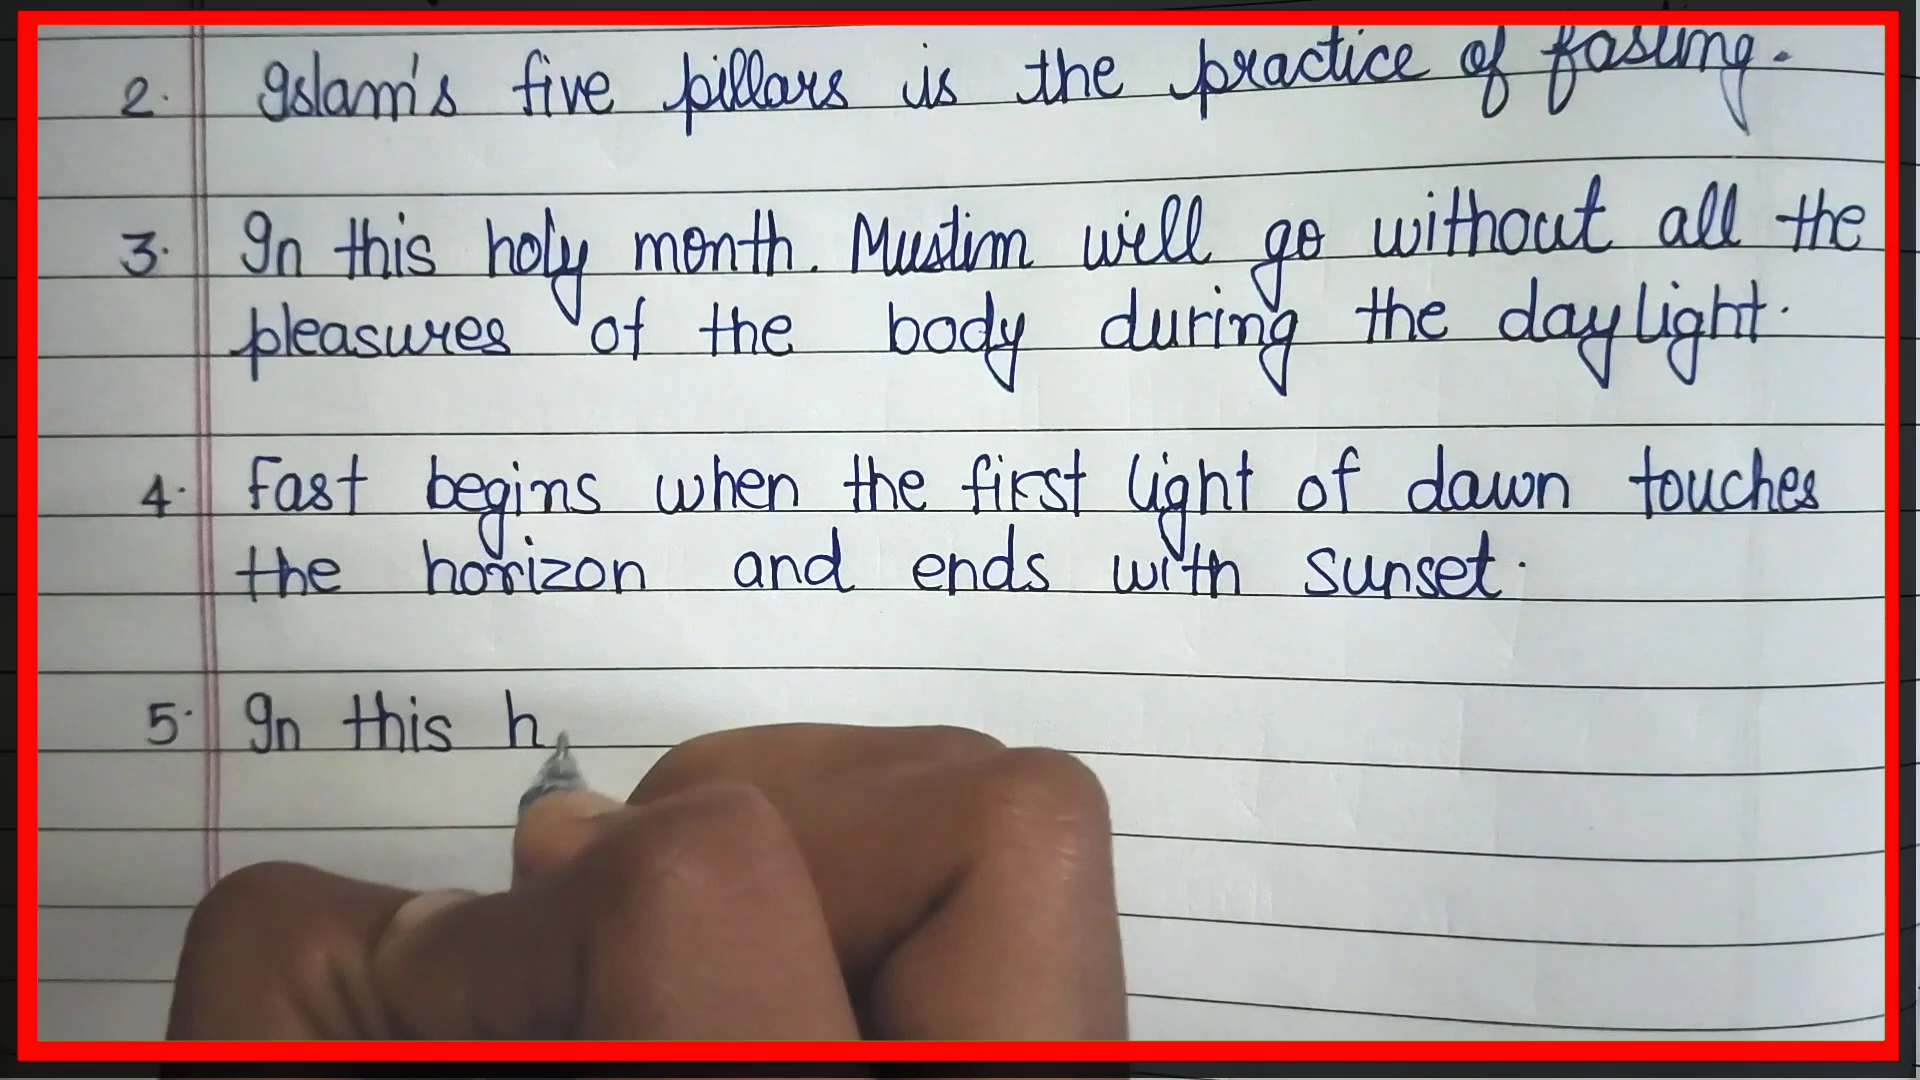 2. Islam's five pillars is the practice of fasting.
3. In this holy month. Muslim will go without all the
pleasures of the body during the daylight.
4. Fast begins when the first light of dawn touches
the horizon and ends with sunset.
5. In this h